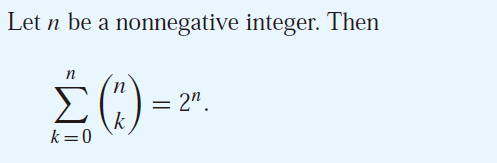 Let n be a nonnegative integer. Then
n
∑ (n k) = 2ⁿ.
k=0